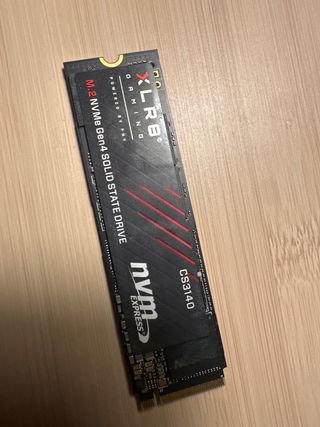 XLR8
GAMING
POWERED BY PNY
M.2 NVMe Gen4 SOLID STATE DRIVE
CS3140
nvm
EXPRESS